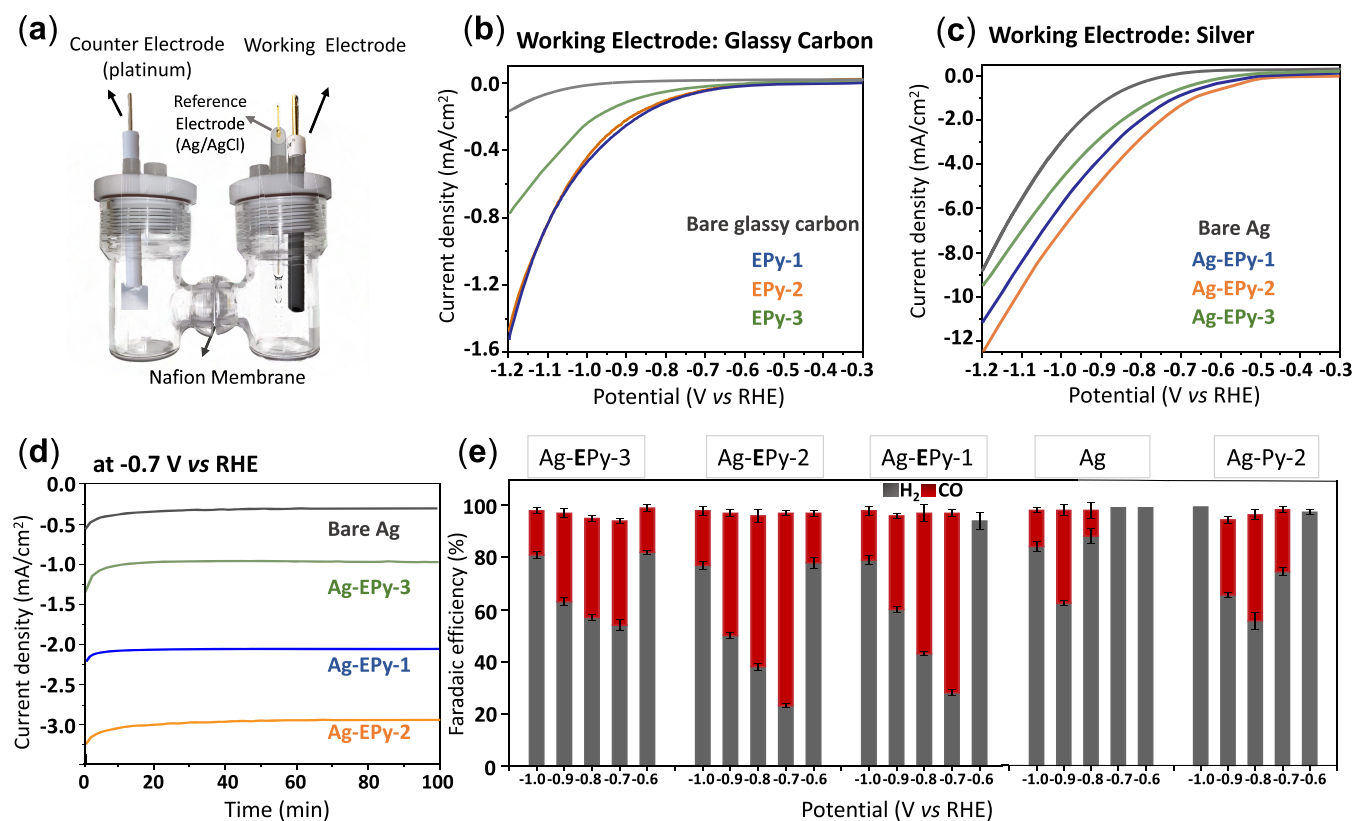 (a)
Counter Electrode
(platinum)
Working Electrode
Reference
Electrode
(Ag/AgCl)
Nafion Membrane
(b)
Working Electrode: Glassy Carbon
Current density (mA/cm2)
0.0
-0.4
-0.8
-1.2
-1.6
Bare glassy carbon
EPy-1
EPy-2
EPy-3
-1.2 -1.1 -1.0 -0.9 -0.8 -0.7 -0.6 -0.5 -0.4 -0.3
Potential (V vs RHE)
(c)
Working Electrode: Silver
Current density (mA/cm2)
0.0
-2.0
-4.0
-6.0
-8.0
-10
-12
Bare Ag
Ag-EPy-1
Ag-EPy-2
Ag-EPy-3
-1.2 -1.1 -1.0 -0.9 -0.8 -0.7 -0.6 -0.5 -0.4 -0.3
Potential (V vs RHE)
(d)
at -0.7 V vs RHE
Current density (mA/cm2)
0.0
-0.5
-1.0
-1.5
-2.0
-2.5
-3.0
Bare Ag
Ag-EPy-3
Ag-EPy-1
Ag-EPy-2
0 20 40 60 80 100
Time (min)
(e)
Ag-EPy-3
Ag-EPy-2
Ag-EPy-1
Ag
Ag-Py-2
H2 CO
Faradaic efficiency (%)
100
80
60
40
20
0
-1.0 -0.9 -0.8 -0.7 -0.6
-1.0 -0.9 -0.8 -0.7 -0.6
-1.0 -0.9 -0.8 -0.7 -0.6
-1.0 -0.9 -0.8 -0.7 -0.6
-1.0 -0.9 -0.8 -0.7 -0.6
Potential (V vs RHE)